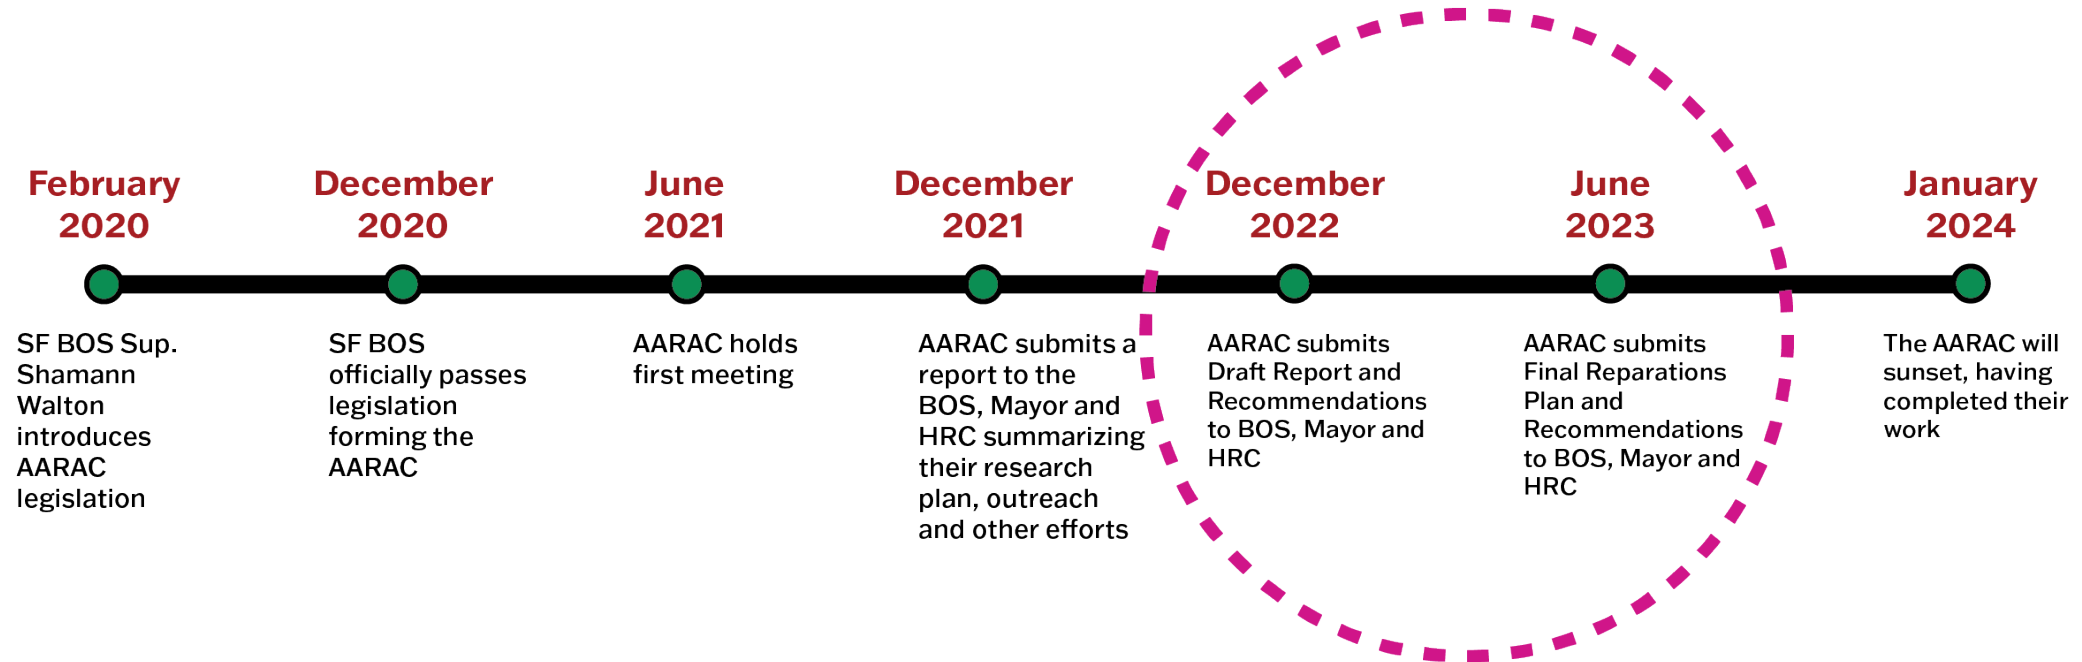 February
2020
SF BOS Sup.
Shamann
Walton
introduces
AARAC
legislation
December
2020
SF BOS
officially passes
legislation
forming the
AARAC
June
2021
AARAC holds
first meeting
December
2021
AARAC submits a
report to the
BOS, Mayor and
HRC summarizing
their research
plan, outreach
and other efforts
December
2022
AARAC submits
Draft Report and
Recommendations
to BOS, Mayor and
HRC
June
2023
AARAC submits
Final Reparations
Plan and
Recommendations
to BOS, Mayor and
HRC
January
2024
The AARAC will
sunset, having
completed their
work